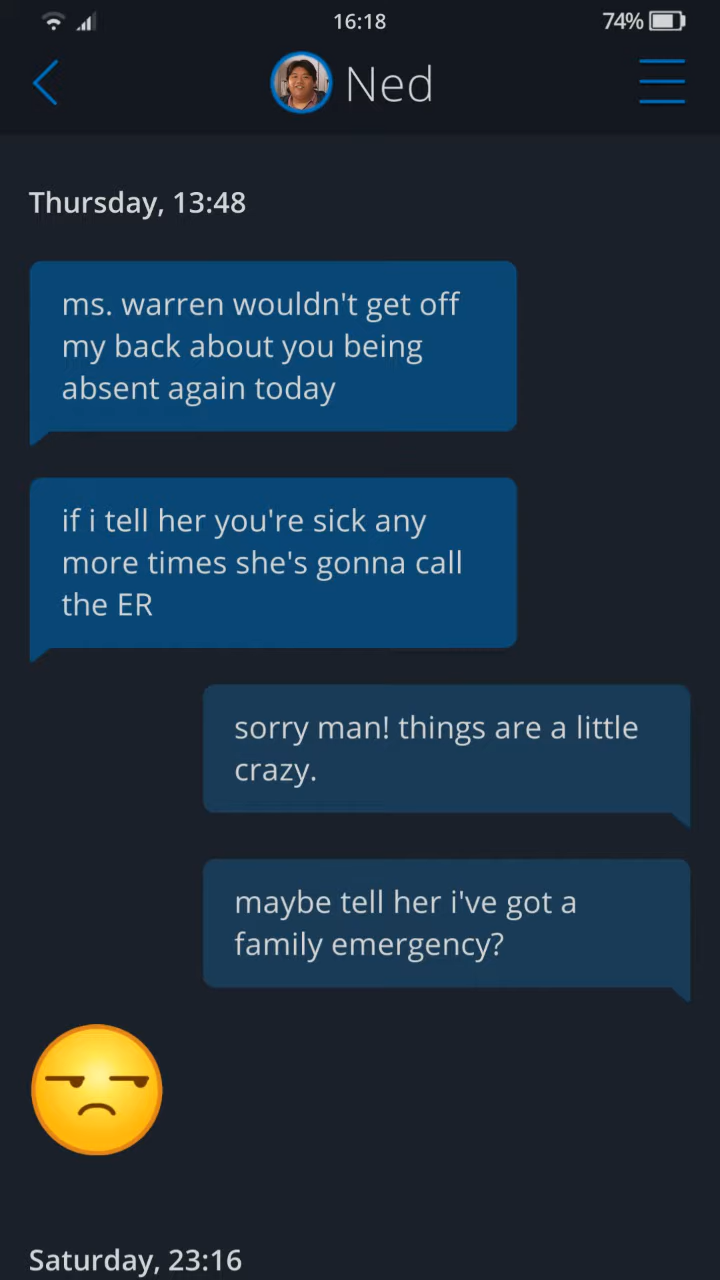 16:18
74%
Ned
Thursday, 13:48
ms. warren wouldn't get off
my back about you being
absent again today
if i tell her you're sick any
more times she's gonna call
the ER
sorry man! things are a little
crazy.
maybe tell her i've got a
family emergency?
Saturday, 23:16